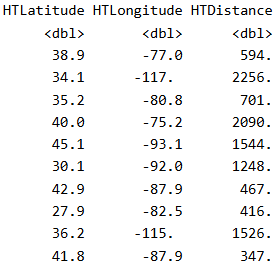 HTLatitude HTLongitude HTDistance
<dbl> <dbl> <dbl>
38.9 -77.0 594.
34.1 -117. 2256.
35.2 -80.8 701.
40.0 -75.2 2090.
45.1 -93.1 1544.
30.1 -92.0 1248.
42.9 -87.9 467.
27.9 -82.5 416.
36.2 -115. 1526.
41.8 -87.9 347.